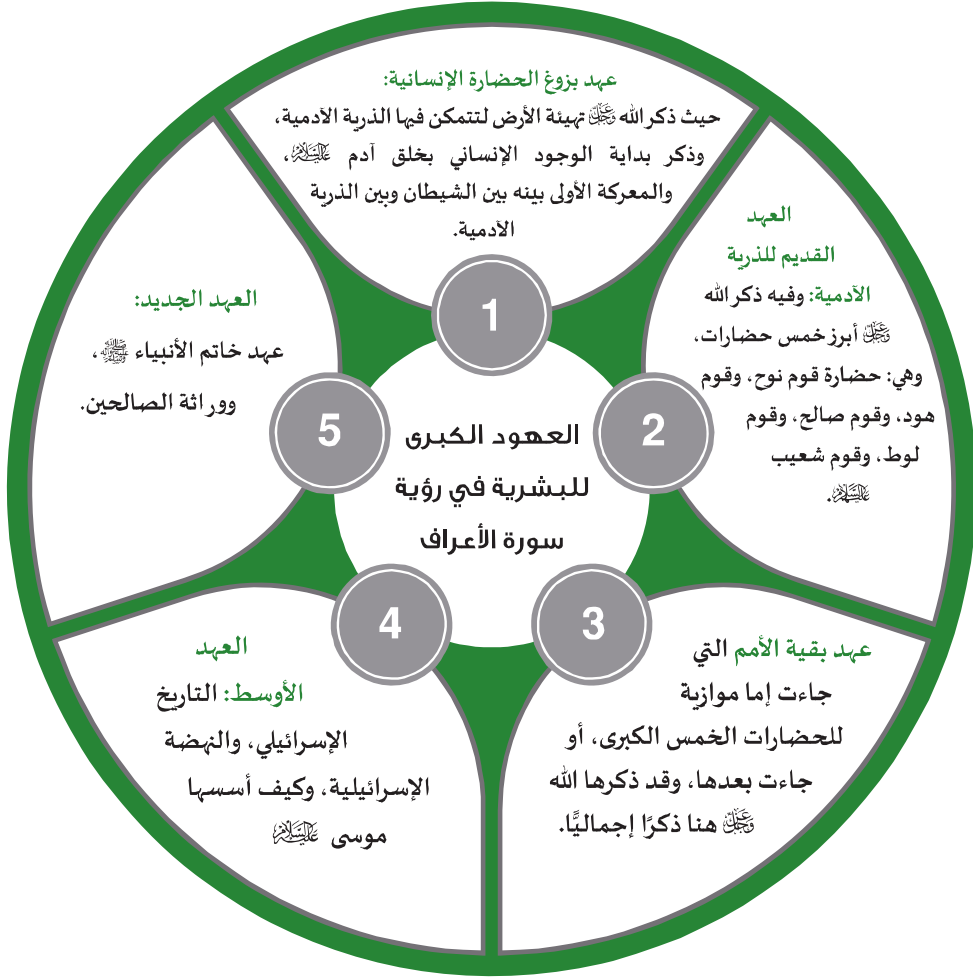 العهود الكبرى
للبشرية في رؤية
سورة الأعراف
1
عهد بزوغ الحضارة الإنسانية:
حيث ذكر الله ﷻ تهيئة الأرض لتتمكن فيها الذرية الآدمية،
وذكر بداية الوجود الإنساني بخلق آدم عليه السلام،
والمعركة الأولى بينه بين الشيطان وبين الذرية
الآدمية.
2
العهد
القديم للذرية
الآدمية: وفيه ذكر الله
ﷻ أبرز خمس حضارات،
وهي: حضارة قوم نوح، وقوم
هود، وقوم صالح، وقوم
لوط، وقوم شعيب
عليهم السلام.
3
عهد بقية الأمم التي
جاءت إما موازية
للحضارات الخمس الكبرى، أو
جاءت بعدها، وقد ذكرها الله
ﷻ هنا ذكرًا إجماليًّا.
4
العهد
الأوسط: التاريخ
الإسرائيلي، والنهضة
الإسرائيلية، وكيف أسسها
موسى عليه السلام
5
العهد الجديد:
عهد خاتم الأنبياء ﷺ،
ووراثة الصالحين.